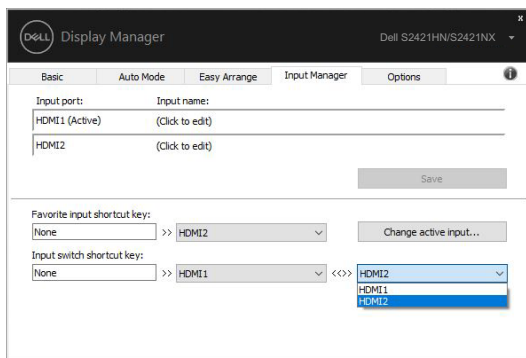 x
DELL Display Manager Dell S2421HN/S2421NX
Basic Auto Mode Easy Arrange Input Manager Options i
Input port: Input name:
HDMI1 (Active) (Click to edit)
HDMI2 (Click to edit)
Save
Favorite input shortcut key:
None >> HDMI2 Change active input...
Input switch shortcut key:
None >> HDMI1 <<>> HDMI2
HDMI1
HDMI2